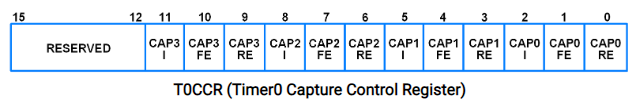 15 12 11 10 9 8 7 6 5 4 3 2 1 0
RESERVED CAP3 CAP3 CAP3 CAP2 CAP2 CAP2 CAP1 CAP1 CAP1 CAP0 CAP0 CAP0
I FE RE I FE RE I FE RE I FE RE
T0CCR (Timer0 Capture Control Register)